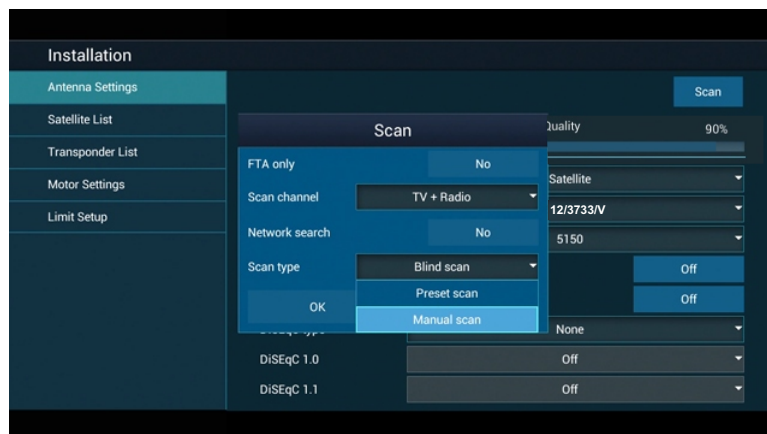 Installation
Antenna Settings
Satellite List
Transponder List
Motor Settings
Limit Setup
Scan
Quality 90%
Satellite
12/3733/V
5150
Off
Off
None
DiSEqC 1.0 Off
DiSEqC 1.1 Off
Scan
FTA only No
Scan channel TV + Radio
Network search No
Scan type Blind scan
Preset scan
Manual scan
OK